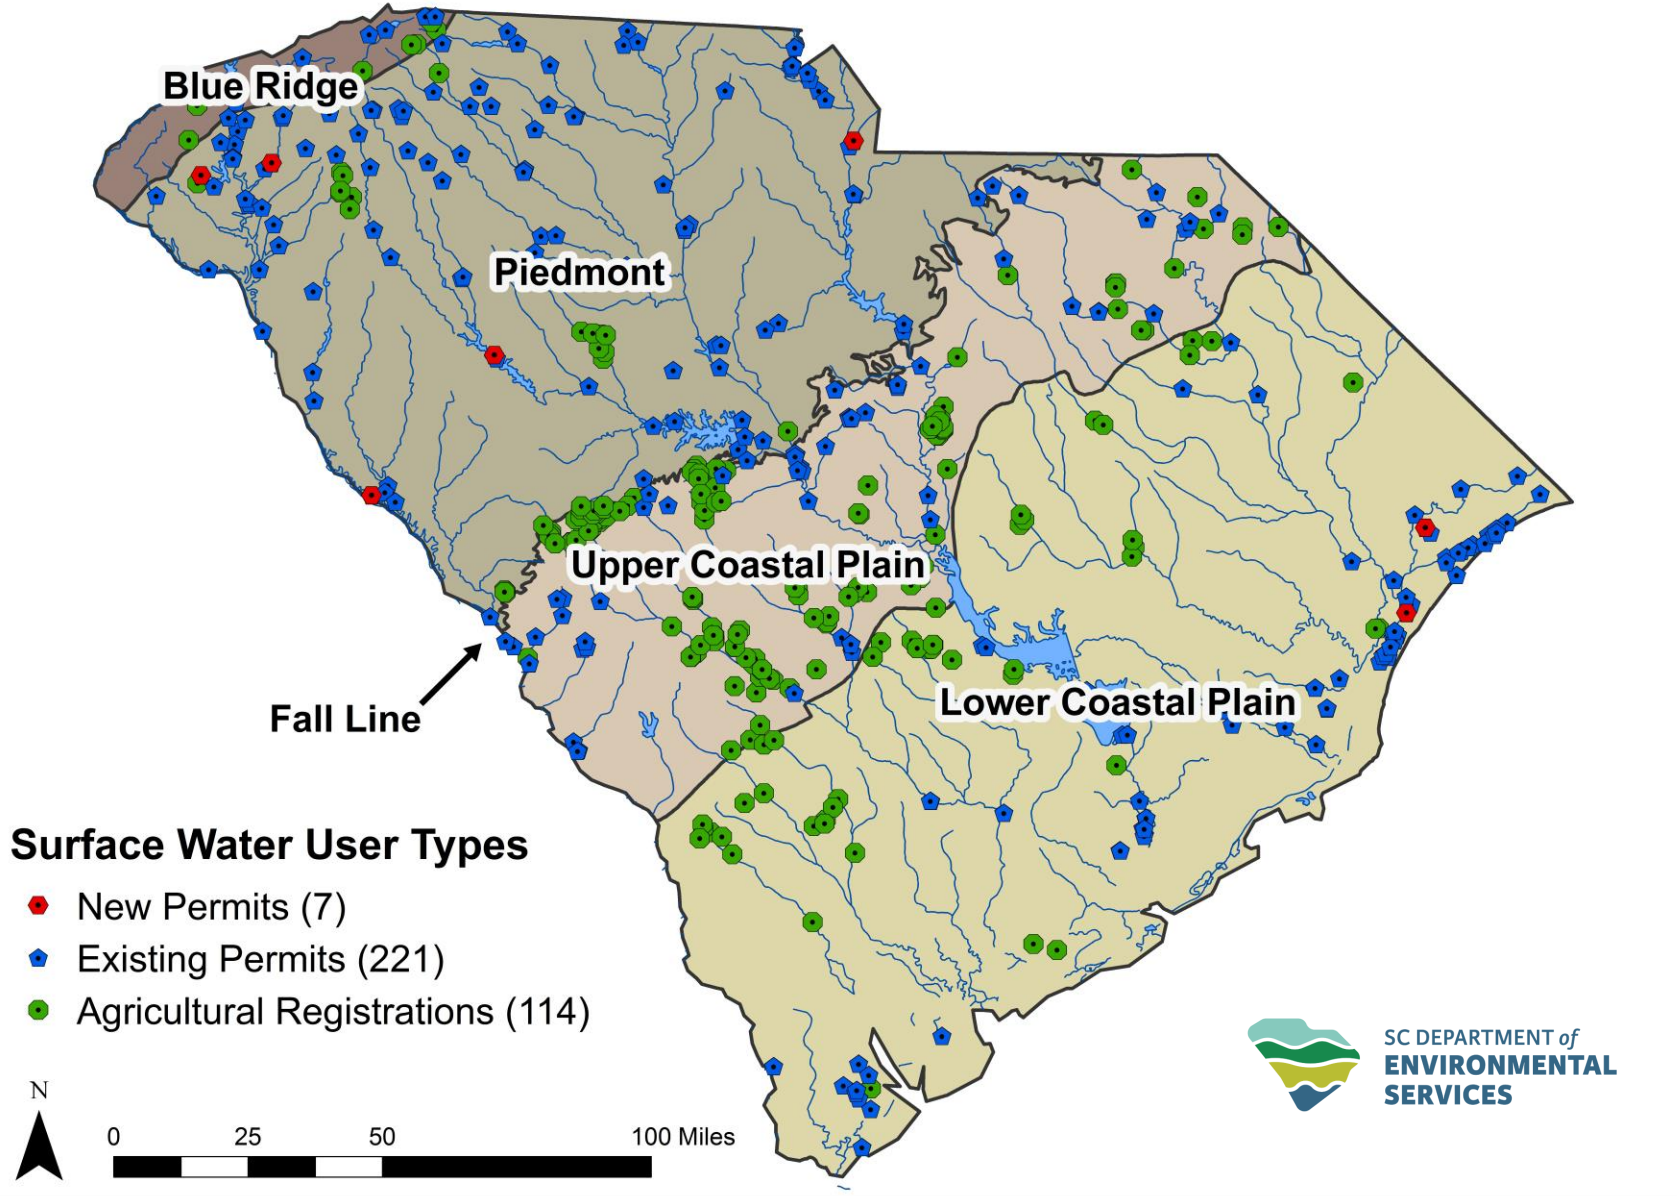 Blue Ridge
Piedmont
Upper Coastal Plain
Lower Coastal Plain
Fall Line
Surface Water User Types
New Permits (7)
Existing Permits (221)
Agricultural Registrations (114)
N
0 25 50 100 Miles
SC DEPARTMENT of
ENVIRONMENTAL
SERVICES